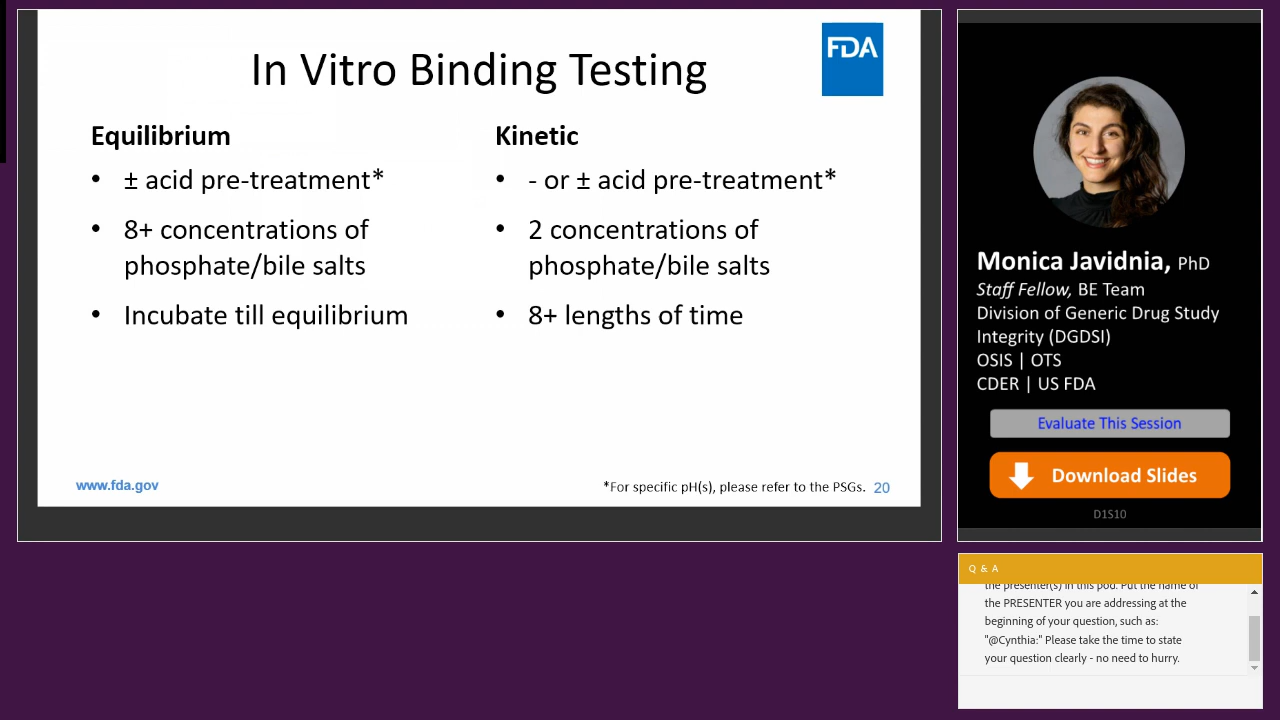 In Vitro Binding Testing
FDA
Equilibrium
• ± acid pre-treatment*
• 8+ concentrations of
phosphate/bile salts
• Incubate till equilibrium
Kinetic
• - or ± acid pre-treatment*
• 2 concentrations of
phosphate/bile salts
• 8+ lengths of time
www.fda.gov
*For specific pH(s), please refer to the PSGs. 20
Monica Javidnia, PhD
Staff Fellow, BE Team
Division of Generic Drug Study
Integrity (DGDSI)
OSIS | OTS
CDER | US FDA
Evaluate This Session
Download Slides
D1S10
Q & A
the presenter(s) in this pod. Put the name of
the PRESENTER you are addressing at the
beginning of your question, such as:
"@Cynthia:" Please take the time to state
your question clearly - no need to hurry.